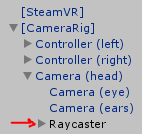 [SteamVR]
[CameraRig]
Controller (left)
Controller (right)
Camera (head)
Camera (eye)
Camera (ears)
Raycaster